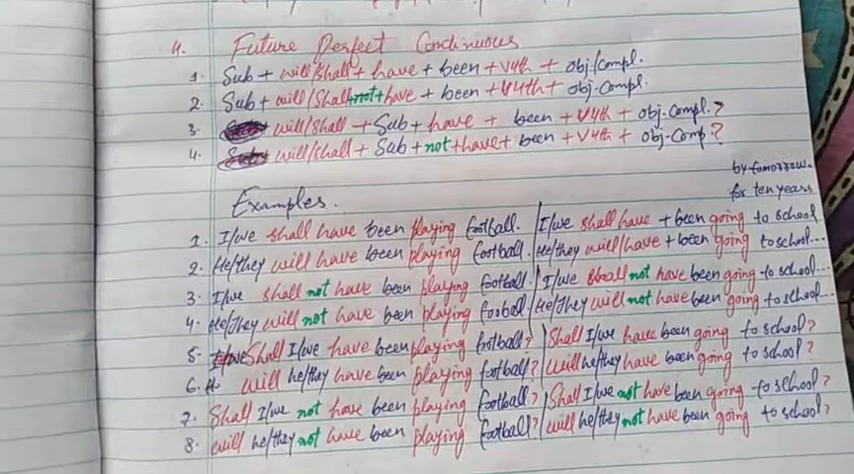 4. Future Perfect Continuous
1. Sub + will/shall + have + been + V4th + obj./Compl.
2. Sub + will/Shall + not + have + been + V4th + obj-Compl.
3. will/shall + Sub + have + been + V4th + obj-Compl.?
4. will/shall + Sub + not + have + been + V4th + obj-Comp?
by tomorrow.
for ten years
Examples.
1. I/we shall have been playing football. / I/we shall have + been going to school
2. He/they will have been playing football. / He/they will/have + been going to school...
3. I/we shall not have been playing football. / I/we shall not have been going to school...
4. He/They will not have been playing foobal / He/They will not have been going to school...
5. Shall I/we have been playing football? / Shall I/we have been going to school?
6. will he/they have been playing football? / will he/they have been going to school?
7. Shall I/we not have been playing football? / Shall I/we not have been going to school?
8. will he/they not have been playing football? / will he/they not have been going to school?